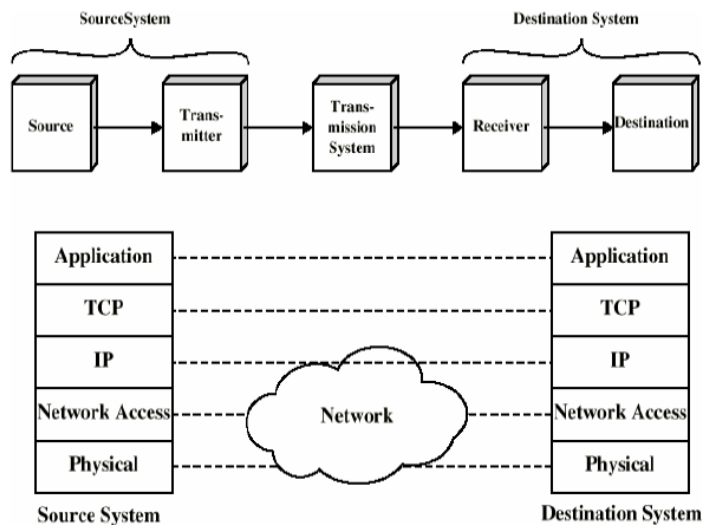 SourceSystem
Destination System
Source
Trans-
mitter
Trans-
mission
System
Receiver
Destination
Application
Application
TCP
TCP
IP
IP
Network Access
Network
Network Access
Physical
Physical
Source System
Destination System